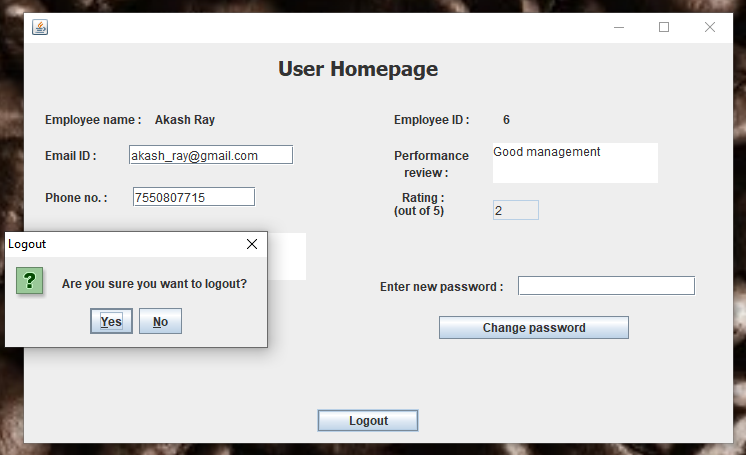 User Homepage
Employee name : Akash Ray
Employee ID : 6
Email ID : akash_ray@gmail.com
Performance review : Good management
Phone no. : 7550807715
Rating : (out of 5) 2
Logout
Are you sure you want to logout?
Yes No
Enter new password :
Change password
Logout